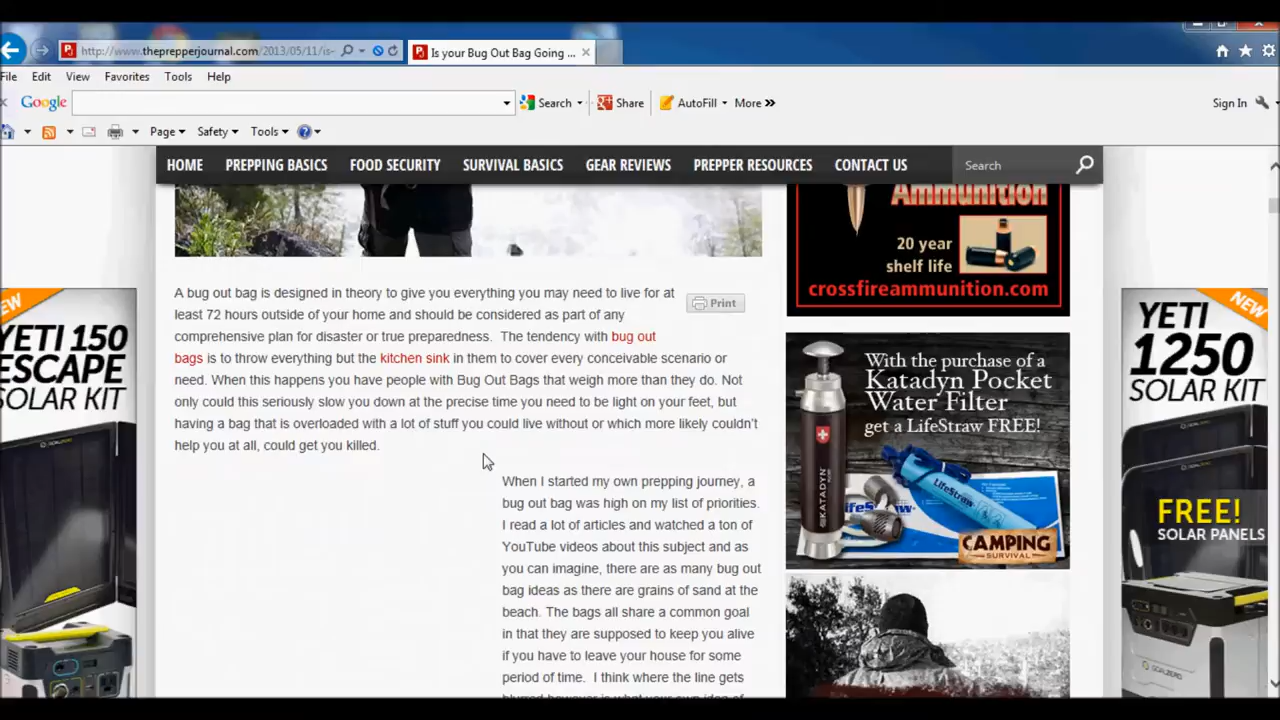 http://www.theprepperjournal.com/2013/05/11/is-
Is your Bug Out Bag Going ...
File Edit View Favorites Tools Help
Google Search Share AutoFill More » Sign In
Page Safety Tools
HOME PREPPING BASICS FOOD SECURITY SURVIVAL BASICS GEAR REVIEWS PREPPER RESOURCES CONTACT US Search
Ammunition
20 year
shelf life
crossfireammunition.com
A bug out bag is designed in theory to give you everything you may need to live for at
least 72 hours outside of your home and should be considered as part of any
comprehensive plan for disaster or true preparedness. The tendency with bug out
bags is to throw everything but the kitchen sink in them to cover every conceivable scenario or
need. When this happens you have people with Bug Out Bags that weigh more than they do. Not
only could this seriously slow you down at the precise time you need to be light on your feet, but
having a bag that is overloaded with a lot of stuff you could live without or which more likely couldn't
help you at all, could get you killed.
Print
When I started my own prepping journey, a
bug out bag was high on my list of priorities.
I read a lot of articles and watched a ton of
YouTube videos about this subject and as
you can imagine, there are as many bug out
bag ideas as there are grains of sand at the
beach. The bags all share a common goal
in that they are supposed to keep you alive
if you have to leave your house for some
period of time. I think where the line gets
blurred however is what your own idea of
With the purchase of a
Katadyn Pocket
Water Filter
get a LifeStraw FREE!
KATADYN
LifeStraw
LifeStraw
CAMPING
SURVIVAL
NEW
YETI 150
ESCAPE
SOLAR KIT
NEW
YETI
1250
SOLAR KIT
FREE!
SOLAR PANELS
GOALZERO